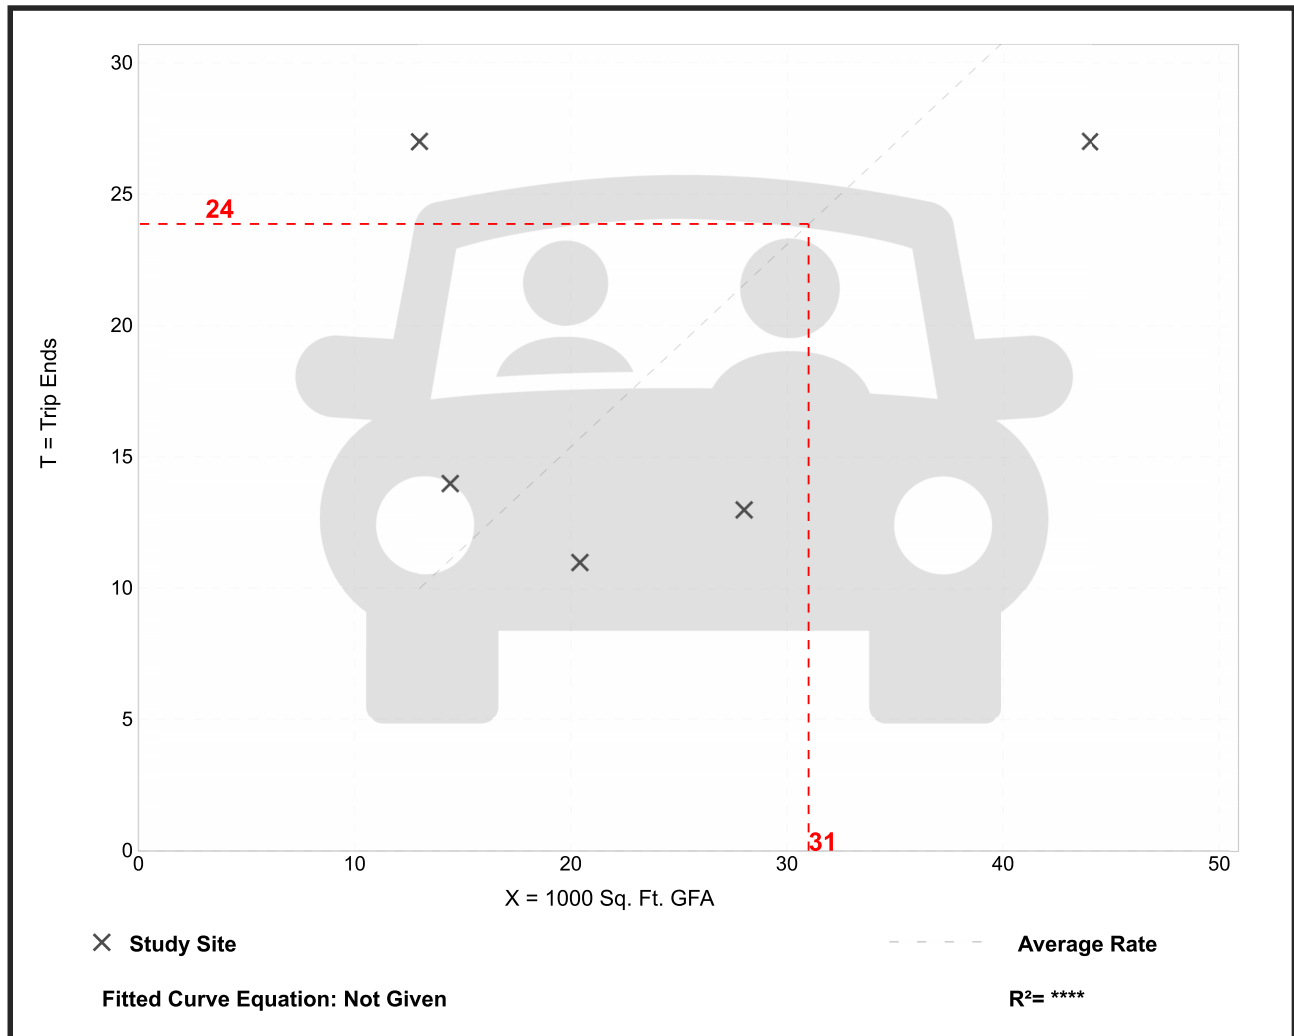 30
25
24
20
T = Trip Ends
15
10
5
31
0
0 10 20 30 40 50
X = 1000 Sq. Ft. GFA
Study Site
Average Rate
Fitted Curve Equation: Not Given
R²= ****